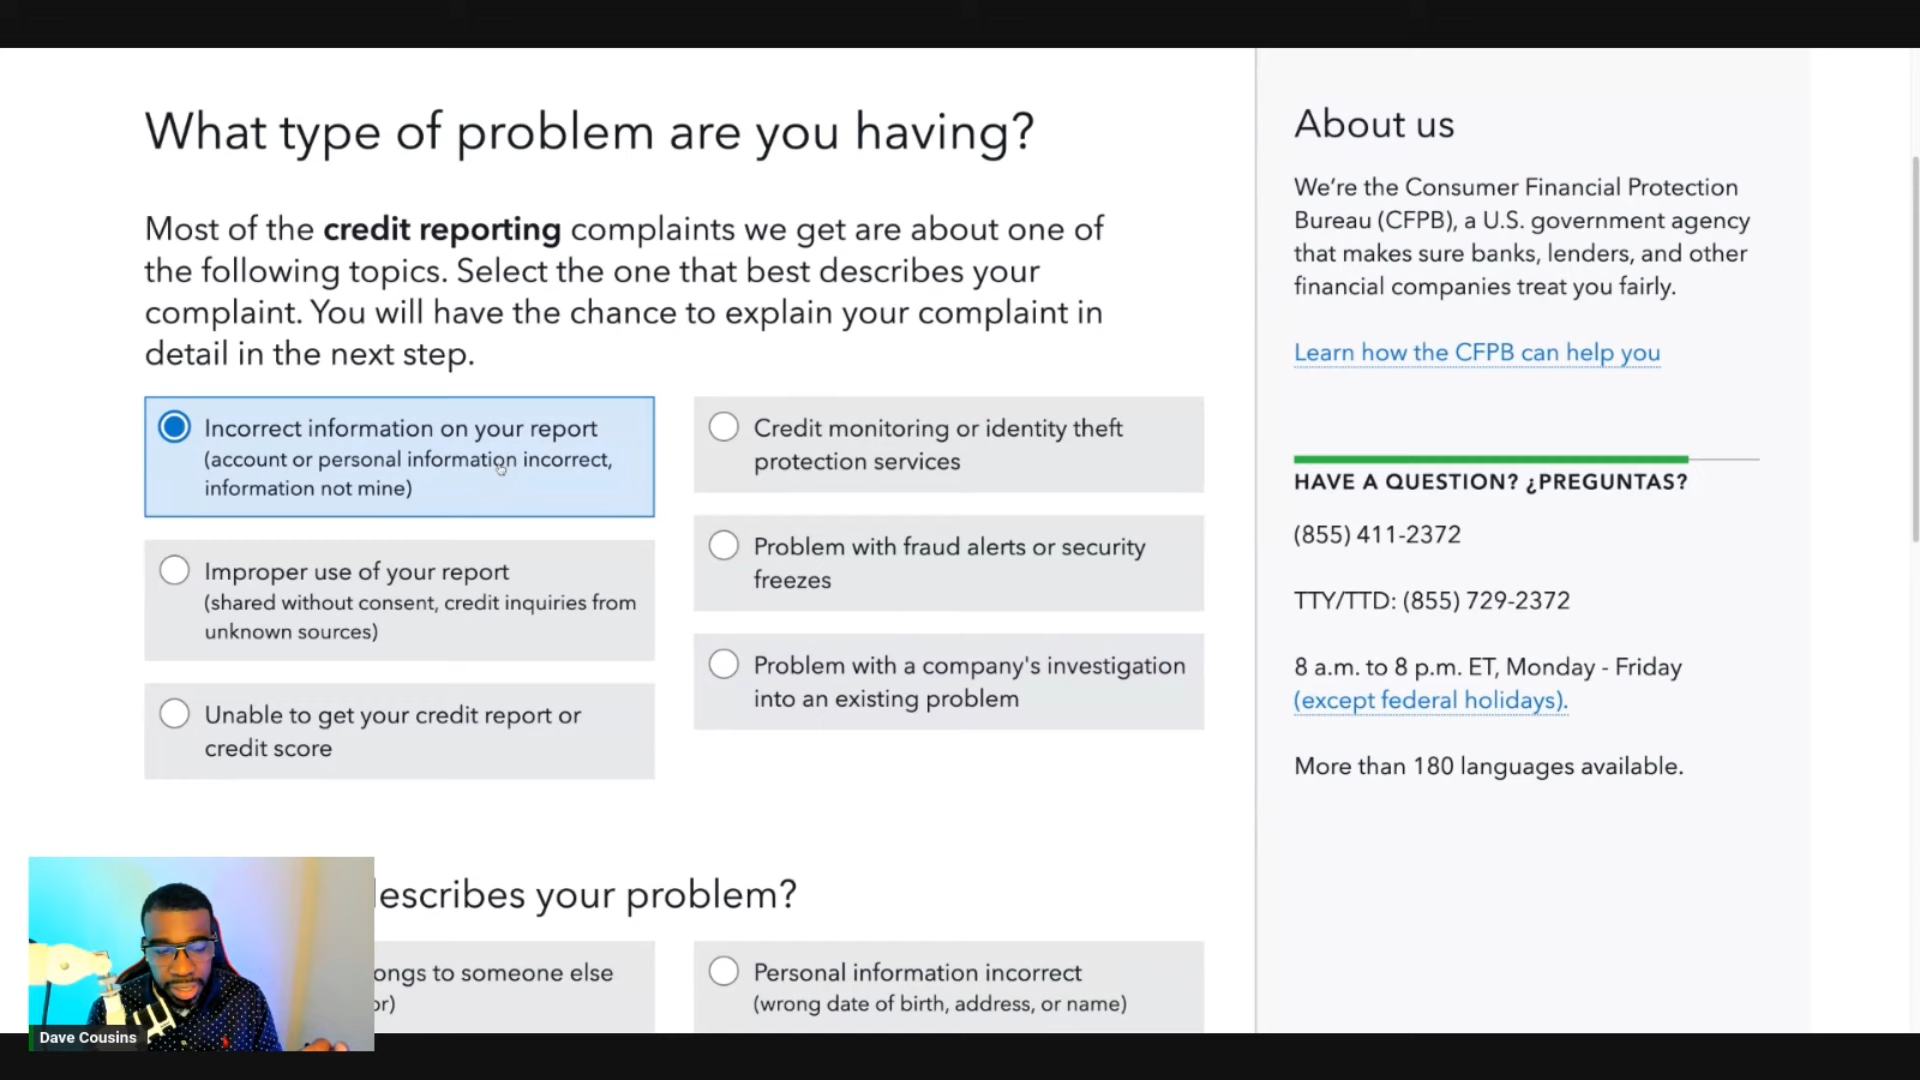 What type of problem are you having?
Most of the credit reporting complaints we get are about one of
the following topics. Select the one that best describes your
complaint. You will have the chance to explain your complaint in
detail in the next step.
Incorrect information on your report
(account or personal information incorrect,
information not mine)
Improper use of your report
(shared without consent, credit inquiries from
unknown sources)
Unable to get your credit report or
credit score
Credit monitoring or identity theft
protection services
Problem with fraud alerts or security
freezes
Problem with a company's investigation
into an existing problem
your problem?
to someone else
Personal information incorrect
(wrong date of birth, address, or name)
Dave Cousins
About us
We're the Consumer Financial Protection
Bureau (CFPB), a U.S. government agency
that makes sure banks, lenders, and other
financial companies treat you fairly.
Learn how the CFPB can help you
HAVE A QUESTION? ¿PREGUNTAS?
(855) 411-2372
TTY/TTD: (855) 729-2372
8 a.m. to 8 p.m. ET, Monday - Friday
(except federal holidays).
More than 180 languages available.